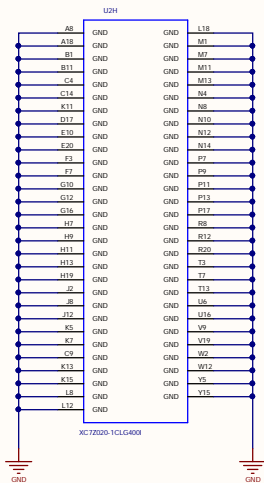 U2H
A8 GND GND L18
A18 GND GND M1
B1 GND GND M7
B11 GND GND M11
C4 GND GND M13
C14 GND GND N4
K11 GND GND N8
D17 GND GND N10
E10 GND GND N12
E20 GND GND N14
F3 GND GND P7
F7 GND GND P9
G10 GND GND P11
G12 GND GND P13
G16 GND GND P17
H7 GND GND R8
H9 GND GND R12
H11 GND GND R20
H13 GND GND T3
H19 GND GND T7
J2 GND GND T13
J8 GND GND U6
J12 GND GND U16
K5 GND GND V9
K7 GND GND V19
C9 GND GND W2
K13 GND GND W12
K15 GND GND Y5
L8 GND GND Y15
L12 GND
XC7Z020-1CLG400I
GND GND